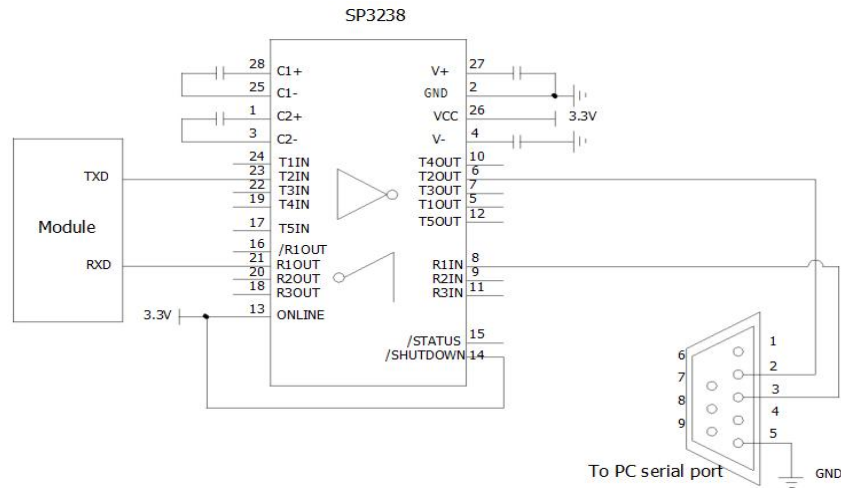 SP3238
28 C1+ V+ 27
25 C1- GND 2
1 C2+ VCC 26
3.3V
3 C2- V- 4
24 T1IN T4OUT 10
TXD 23 T2IN T2OUT 6
22 T3IN T3OUT 7
19 T4IN T1OUT 5
T5OUT 12
17 T5IN
Module
16 /R1OUT
RXD 21 R1OUT R1IN 8
20 R2OUT R2IN 9
18 R3OUT R3IN 11
3.3V 13 ONLINE
/STATUS 15
/SHUTDOWN 14
1
6
2
7
3
8
4
9
5
To PC serial port
GND